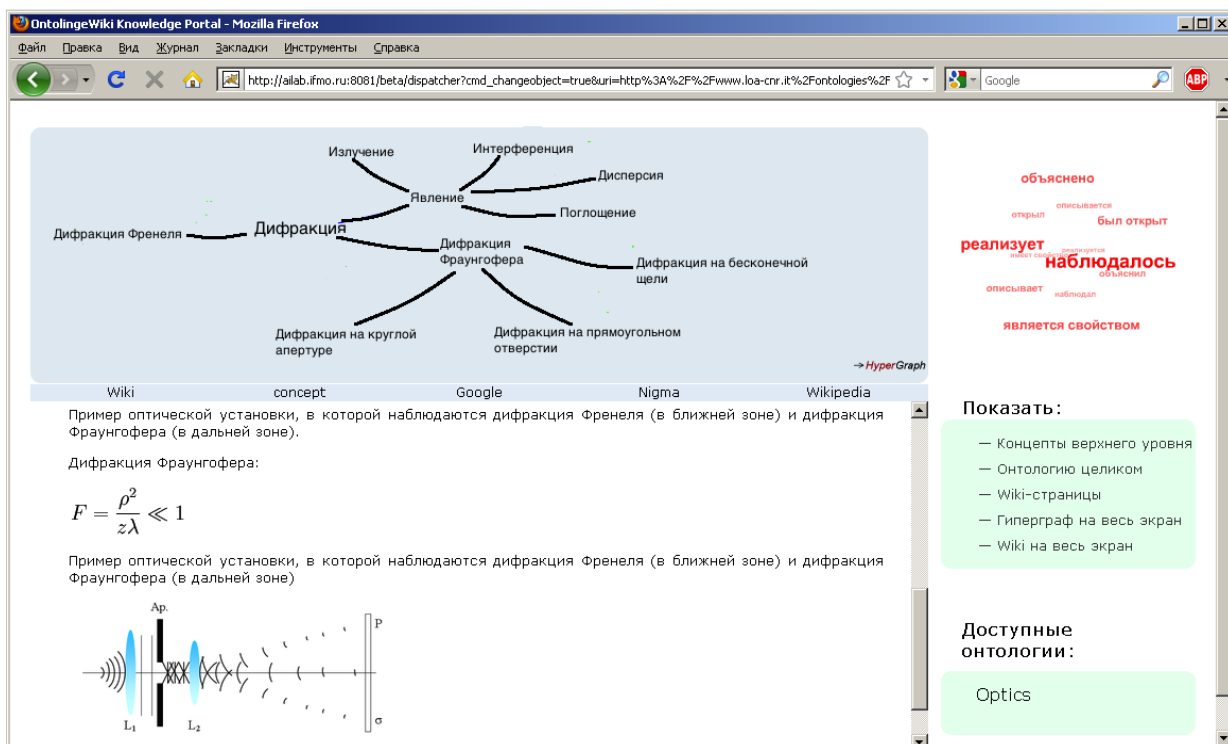 OntolingeWiki Knowledge Portal - Mozilla Firefox
Файл Правка Вид Журнал Закладки Инструменты Справка
http://ailab.ifmo.ru:8081/beta/dispatcher?cmd_changeobject=true&uri=http%3A%2F%2Fwww.loa-cnr.it%2Fontologies%2F
Google
ABP
Излучение
Интерференция
Дисперсия
Явление
Поглощение
Дифракция Френеля
Дифракция
Дифракция
Фраунгофера
Дифракция на бесконечной
щели
Дифракция на круглой
апертуре
Дифракция на прямоугольном
отверстии
→HyperGraph
Wiki concept Google Nigma Wikipedia
Пример оптической установки, в которой наблюдаются дифракция Френеля (в ближней зоне) и дифракция
Фраунгофера (в дальней зоне).
Дифракция Фраунгофера:
F = ρ²/zλ ≪ 1
Пример оптической установки, в которой наблюдаются дифракция Френеля (в ближней зоне) и дифракция
Фраунгофера (в дальней зоне)
Ap.
P
L₁
L₂
σ
объяснено
описывается
открыл
был открыт
реализует
реализуется
имеет свойство
наблюдалось
объяснил
описывает
наблюдал
является свойством
Показать:
— Концепты верхнего уровня
— Онтологию целиком
— Wiki-страницы
— Гиперграф на весь экран
— Wiki на весь экран
Доступные
онтологии:
Optics